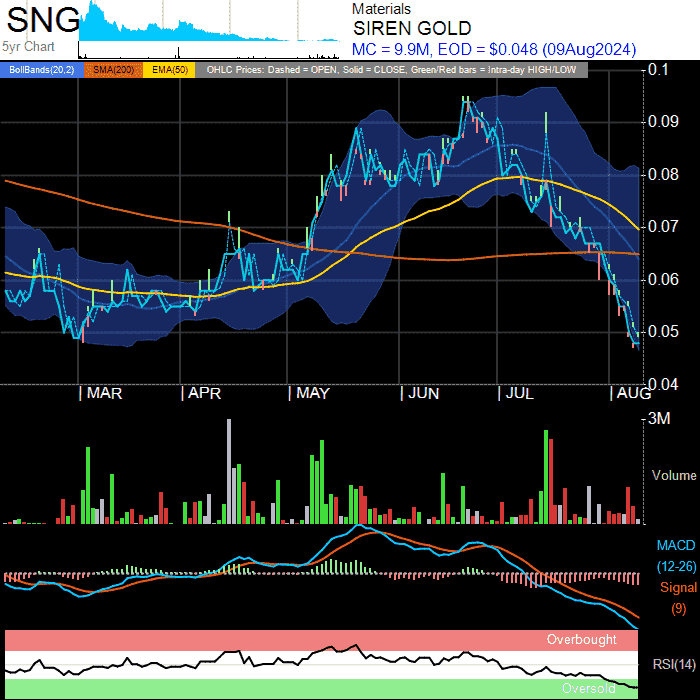 SNG
5yr Chart
Materials
SIREN GOLD
MC = 9.9M, EOD = $0.048 (09Aug2024)
BollBands(20,2) SMA(200) EMA(50) OHLC Prices: Dashed = OPEN, Solid = CLOSE, Green/Red bars = Intra-day HIGH/LOW
0.1
0.09
0.08
0.07
0.06
0.05
0.04
MAR APR MAY JUN JUL AUG
3M
Volume
MACD
(12-26)
Signal
(9)
Overbought
RSI(14)
Oversold